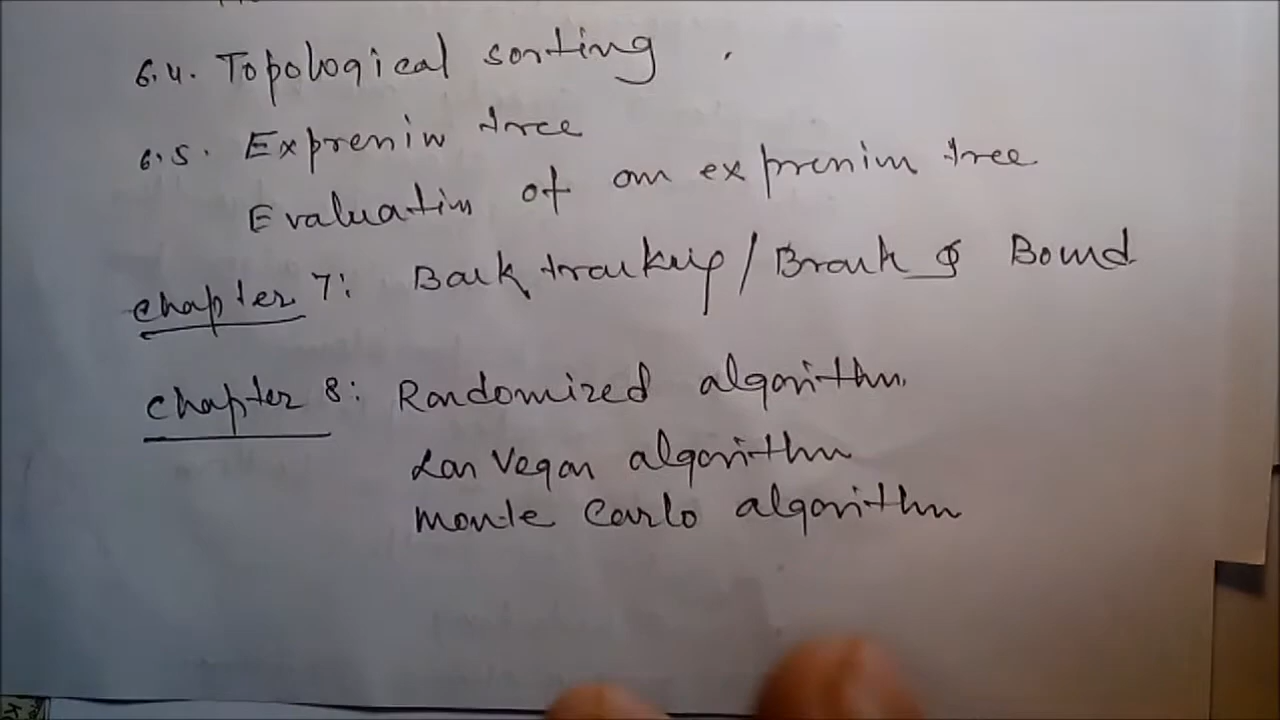 6.4. Topological sorting .
6.5. Expression tree
Evaluation of an expression tree
chapter 7: Back tracking / Branch & Bound
chapter 8: Randomized algorithm.
Las Vegas algorithm
Monte Carlo algorithm